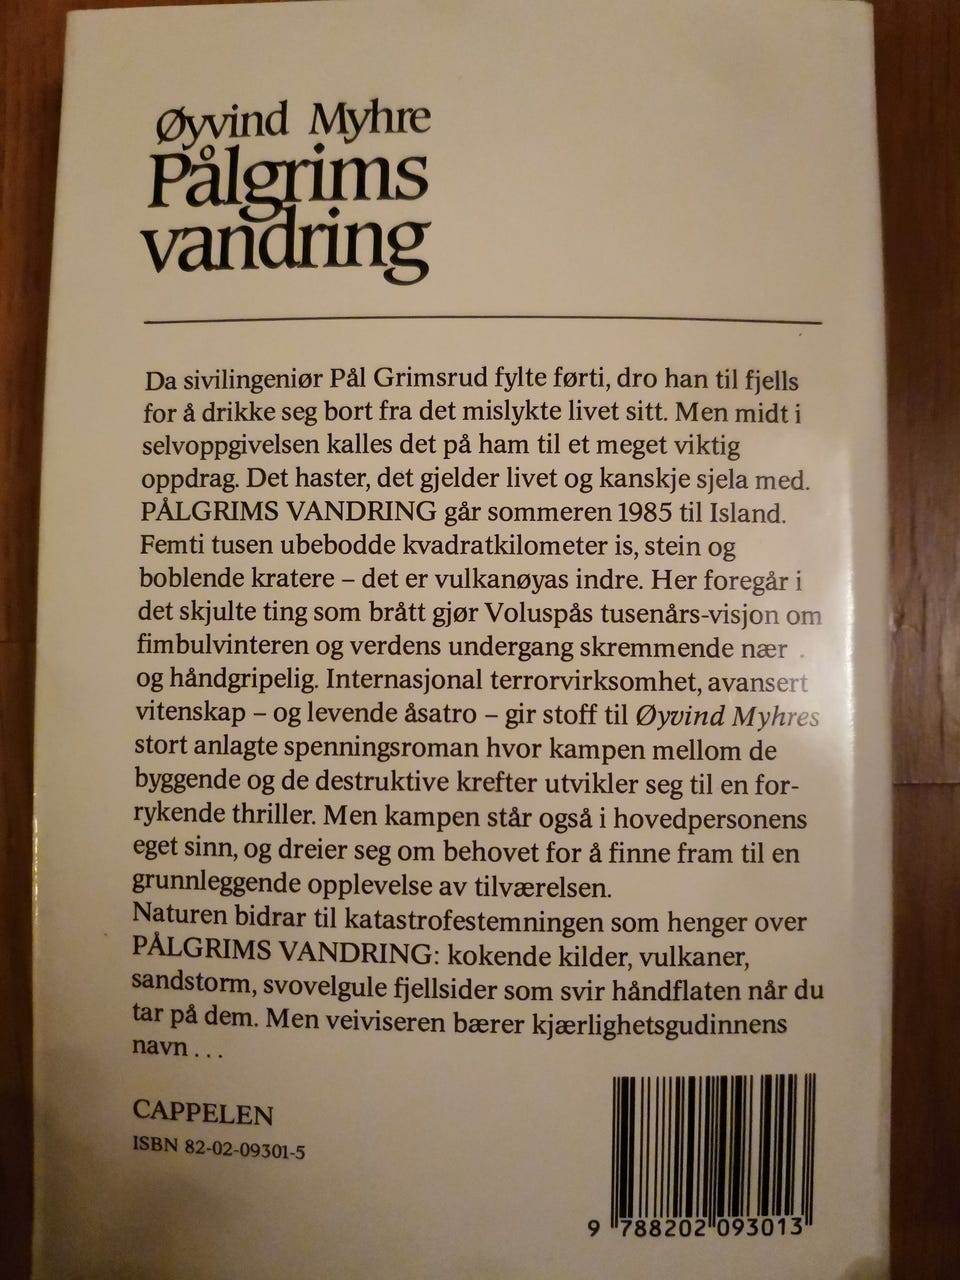 Øyvind Myhre
Pålgrims
vandring
Da sivilingeniør Pål Grimsrud fylte førti, dro han til fjells
for å drikke seg bort fra det mislykte livet sitt. Men midt i
selvoppgivelsen kalles det på ham til et meget viktig
oppdrag. Det haster, det gjelder livet og kanskje sjela med.
PÅLGRIMS VANDRING går sommeren 1985 til Island.
Femti tusen ubebodde kvadratkilometer is, stein og
boblende kratere – det er vulkanøyas indre. Her foregår i
det skjulte ting som brått gjør Voluspås tusenårs-visjon om
fimbulvinteren og verdens undergang skremmende nær
og håndgripelig. Internasjonal terrorvirksomhet, avansert
vitenskap – og levende åsatro – gir stoff til Øyvind Myhres
stort anlagte spenningsroman hvor kampen mellom de
byggende og de destruktive krefter utvikler seg til en for-
rykende thriller. Men kampen står også i hovedpersonens
eget sinn, og dreier seg om behovet for å finne fram til en
grunnleggende opplevelse av tilværelsen.
Naturen bidrar til katastrofestemningen som henger over
PÅLGRIMS VANDRING: kokende kilder, vulkaner,
sandstorm, svovelgule fjellsider som svir håndflaten når du
tar på dem. Men veiviseren bærer kjærlighetsgudinnens
navn ...
CAPPELEN
ISBN 82-02-09301-5
9 788202 093013